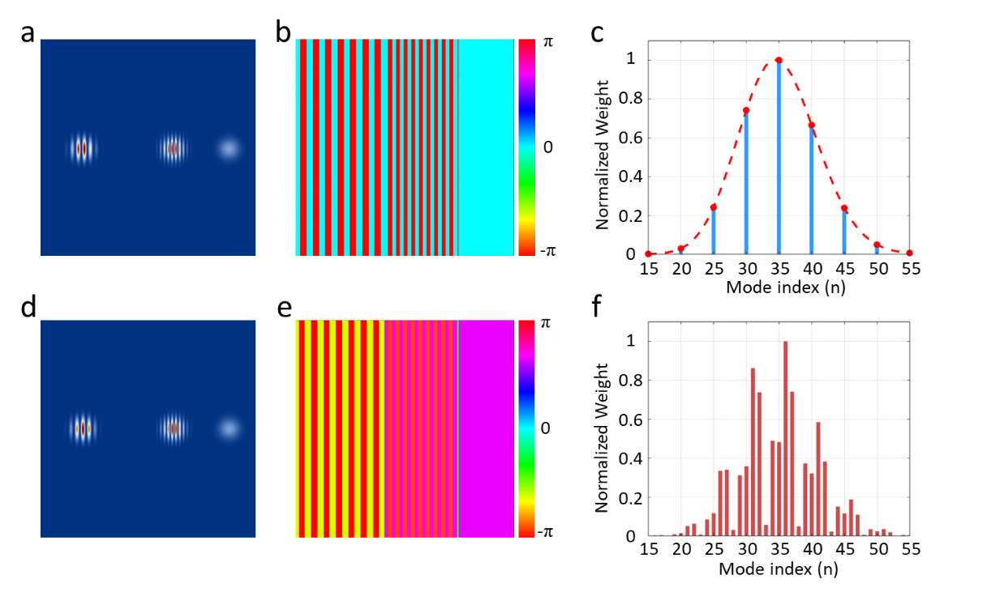 a
b
π
0
-π
c
Normalized Weight
1
0.8
0.6
0.4
0.2
0
15 20 25 30 35 40 45 50 55
Mode index (n)
d
e
π
0
-π
f
Normalized Weight
1
0.8
0.6
0.4
0.2
0
15 20 25 30 35 40 45 50 55
Mode index (n)